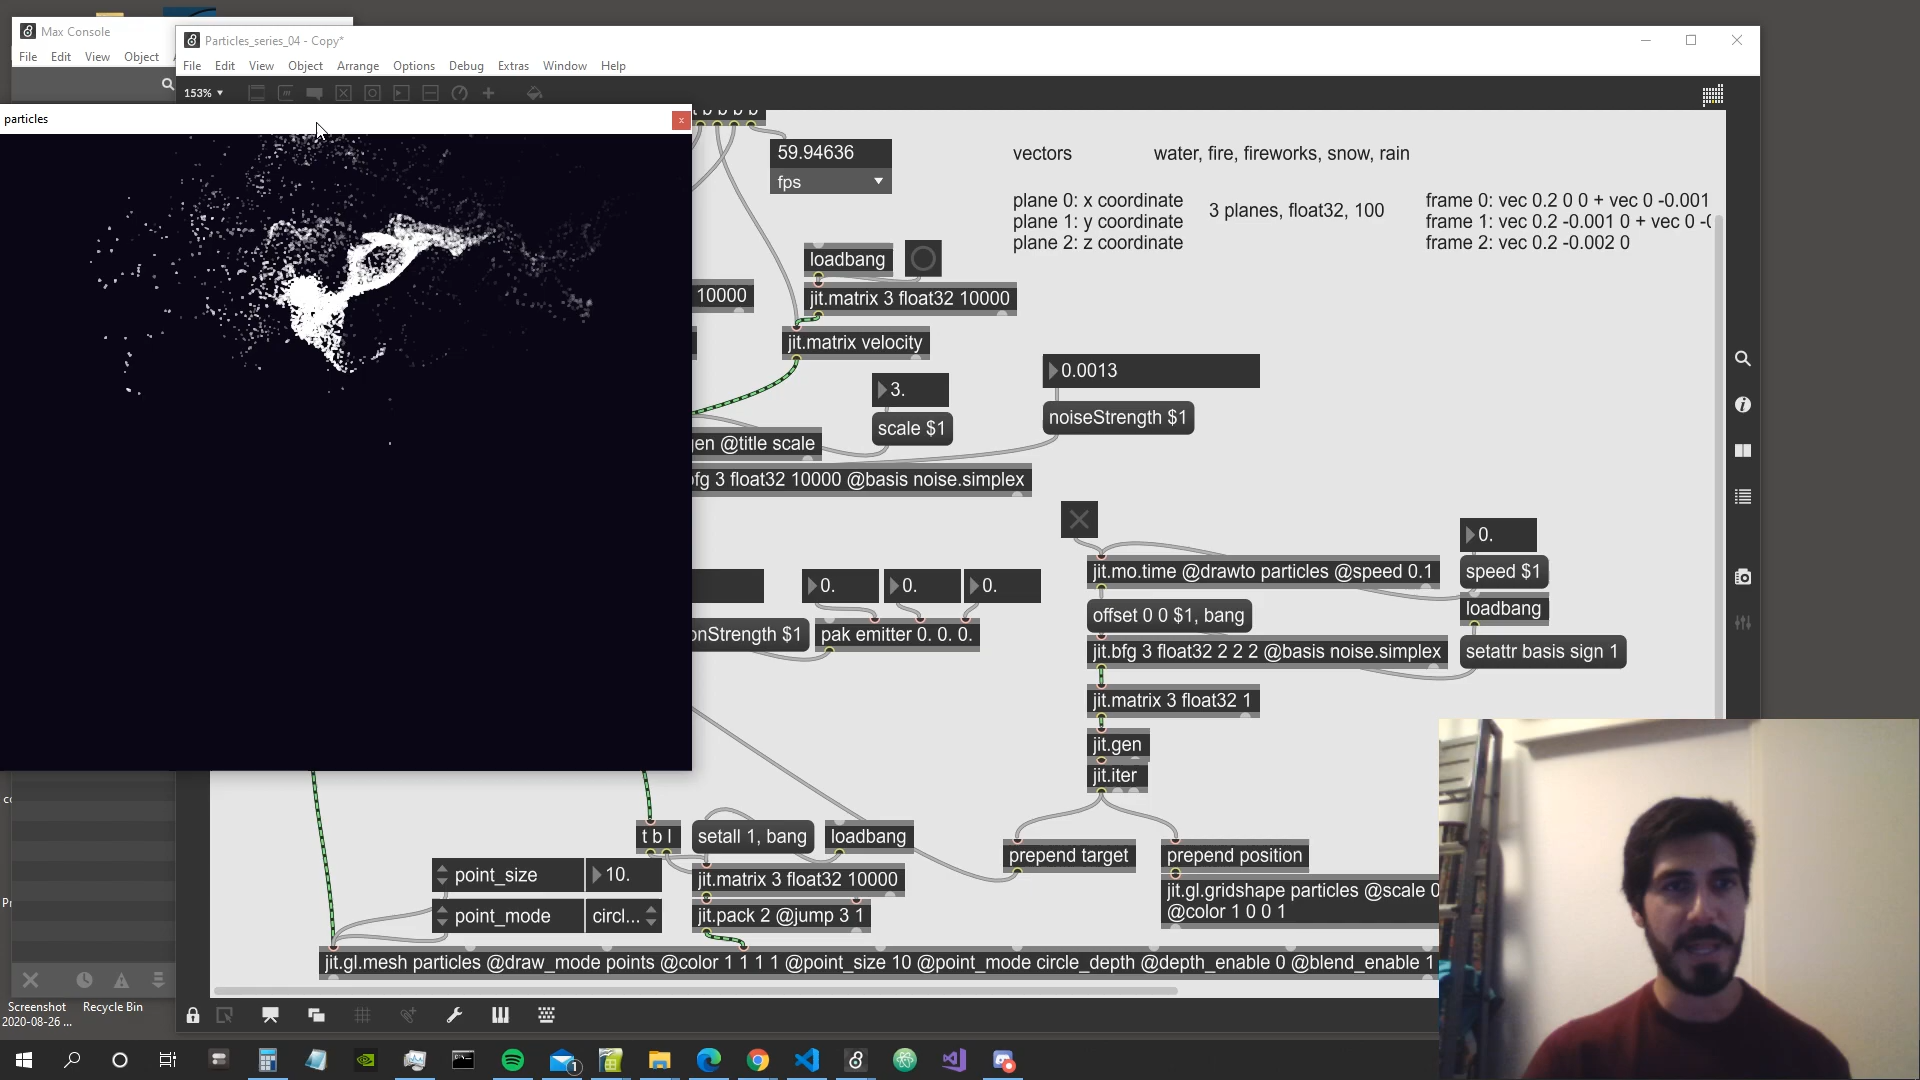 Max Console
File Edit View Object
Particles_series_04 - Copy*
File Edit View Object Arrange Options Debug Extras Window Help
153%
particles
x
59.94636
fps
vectors
water, fire, fireworks, snow, rain
plane 0: x coordinate
plane 1: y coordinate
plane 2: z coordinate
3 planes, float32, 100
frame 0: vec 0.2 0 0 + vec 0 -0.001
frame 1: vec 0.2 -0.001 0 + vec 0 -(
frame 2: vec 0.2 -0.002 0
loadbang
10000
jit.matrix 3 float32 10000
jit.matrix velocity
3.
scale $1
0.0013
noiseStrength $1
en @title scale
fg 3 float32 10000 @basis noise.simplex
0.
0.
0.
onStrength $1
pak emitter 0. 0. 0.
jit.mo.time @drawto particles @speed 0.1
0.
speed $1
loadbang
setattr basis sign 1
offset 0 0 $1, bang
jit.bfg 3 float32 2 2 2 @basis noise.simplex
jit.matrix 3 float32 1
jit.gen
jit.iter
t b l
setall 1, bang
loadbang
prepend target
prepend position
point_size
10.
jit.matrix 3 float32 10000
jit.gl.gridshape particles @scale 0
@color 1 0 0 1
point_mode
circl...
jit.pack 2 @jump 3 1
jit.gl.mesh particles @draw_mode points @color 1 1 1 1 @point_size 10 @point_mode circle_depth @depth_enable 0 @blend_enable 1
Screenshot
2020-08-26 ...
Recycle Bin
1